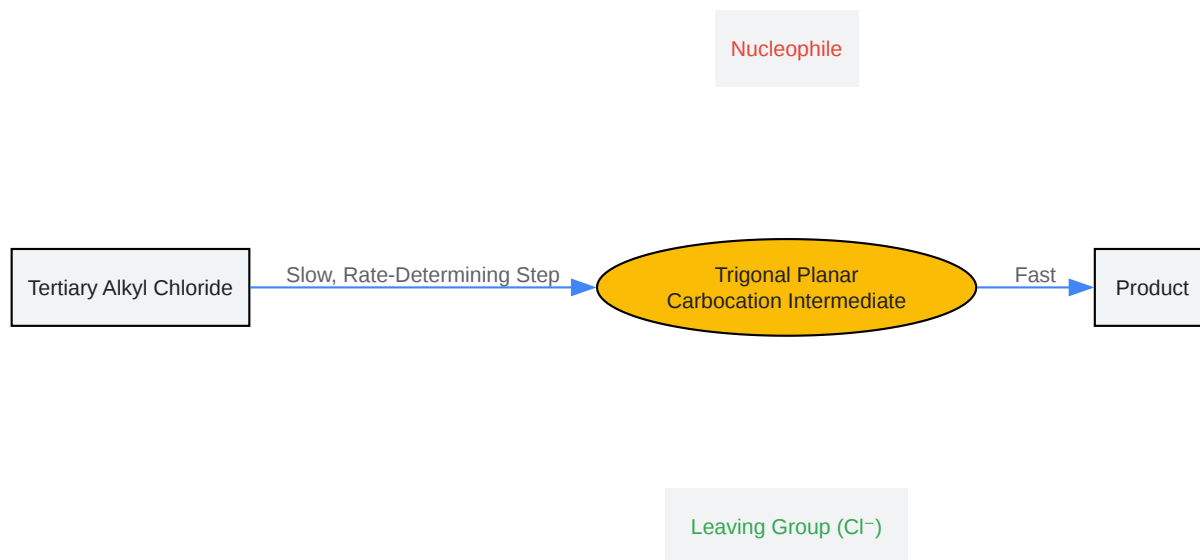 Nucleophile
Tertiary Alkyl Chloride
Slow, Rate-Determining Step
Trigonal Planar
Carbocation Intermediate
Fast
Product
Leaving Group (Cl⁻)